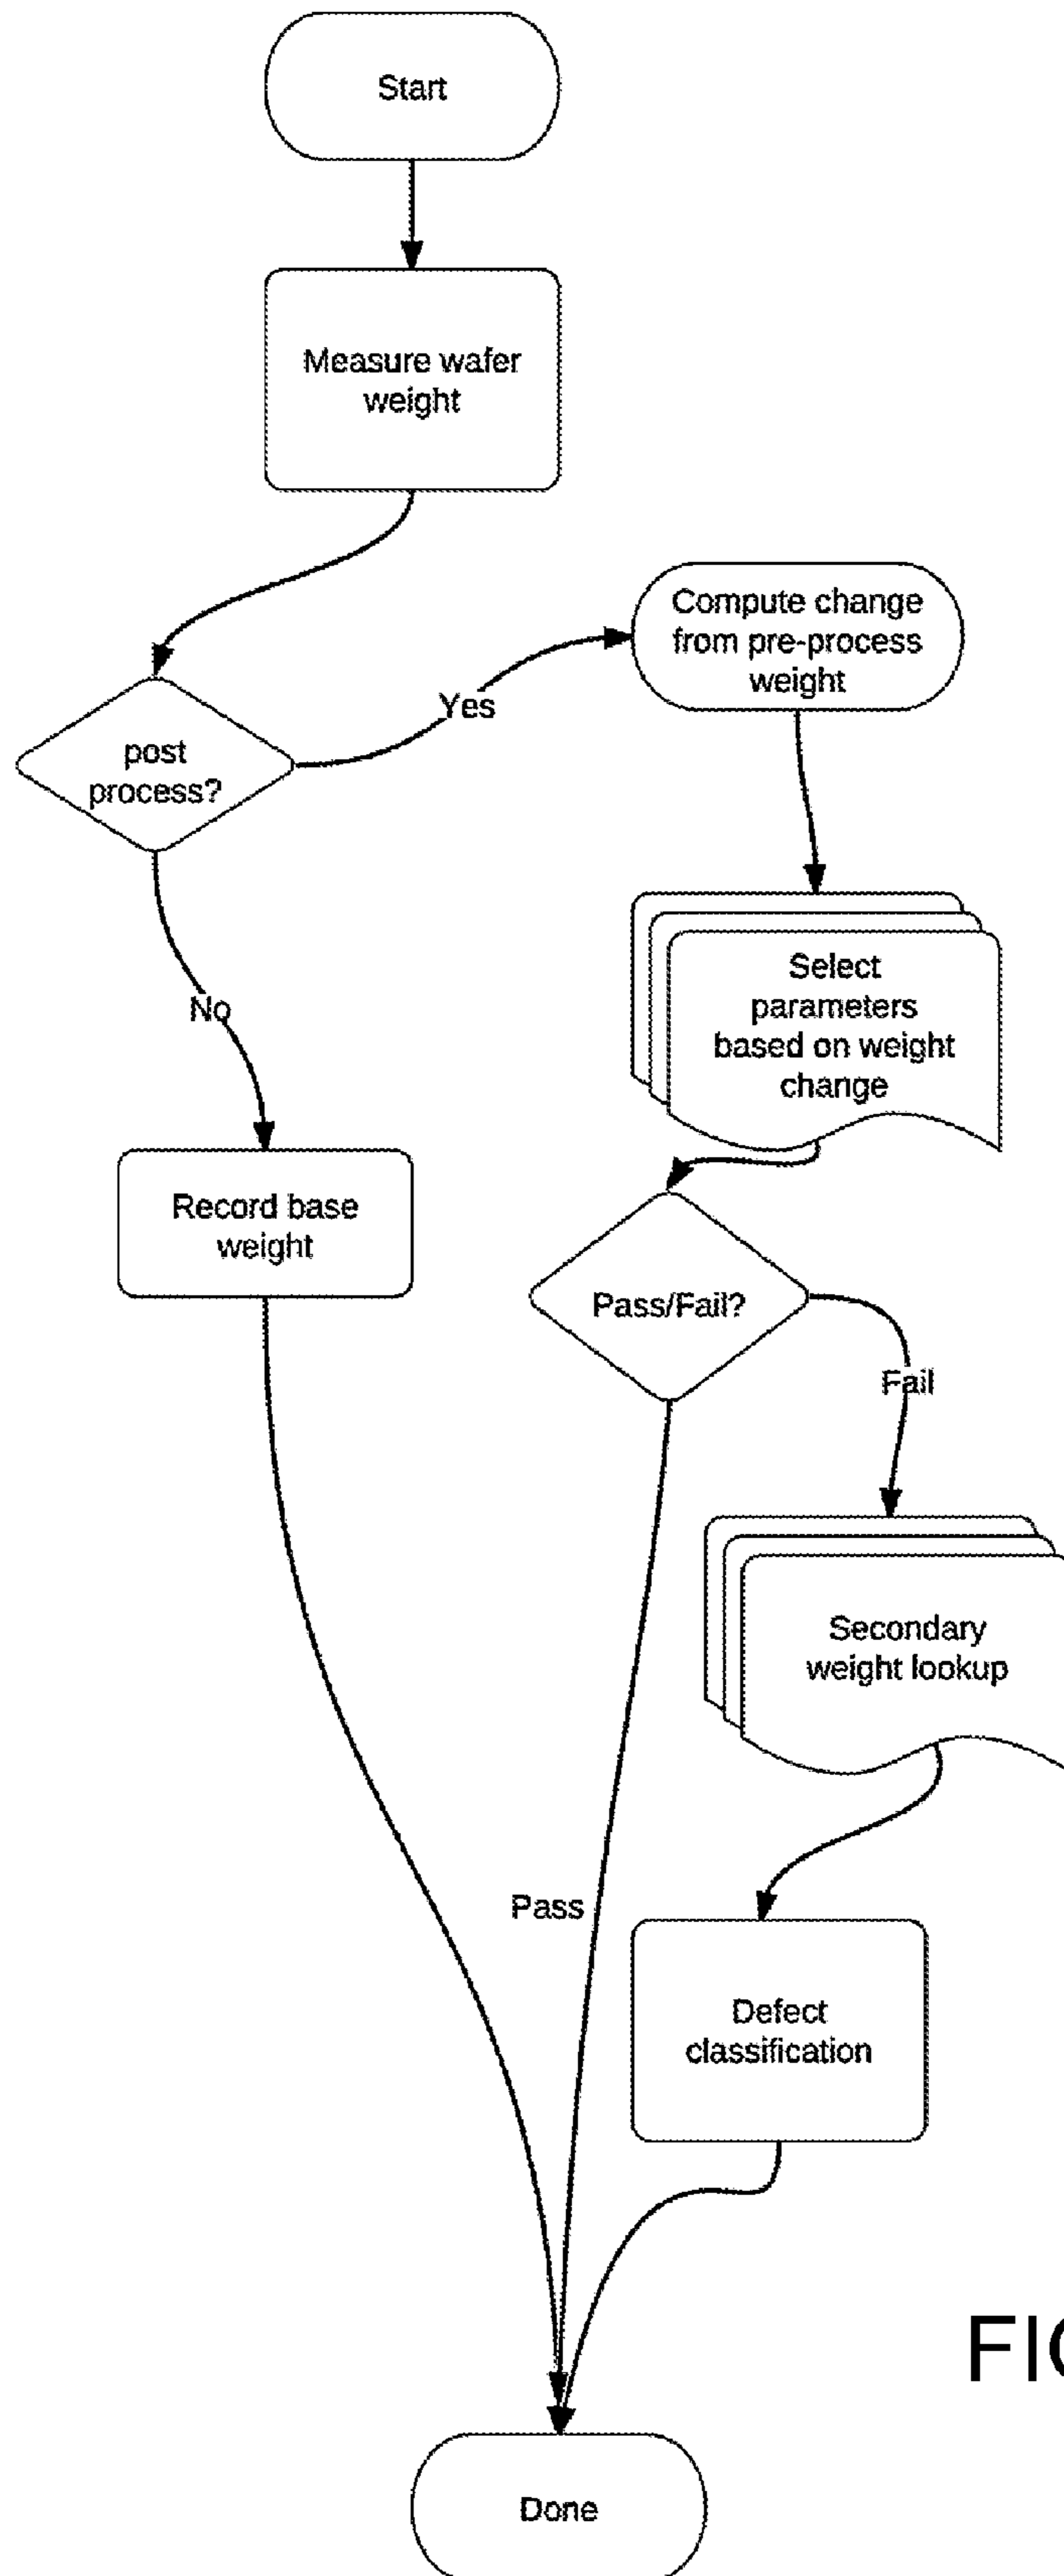 Start
Measure wafer
weight
Compute change
from pre-process
weight
Yes
post
process?
Select
parameters
based on weight
change
No
Record base
weight
Pass/Fail?
Fail
Secondary
weight lookup
Pass
Defect
classification
Done